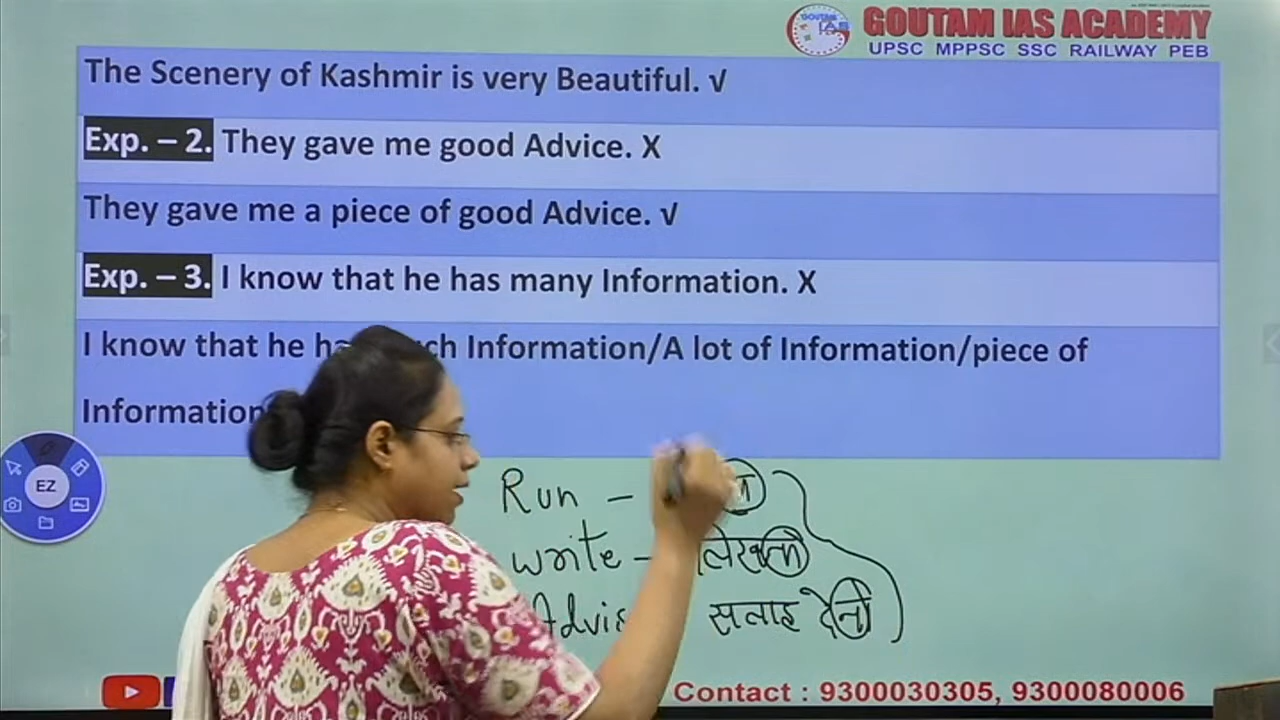 GOUTAM IAS ACADEMY
UPSC MPPSC SSC RAILWAY PEB
The Scenery of Kashmir is very Beautiful. √
Exp. – 2. They gave me good Advice. X
They gave me a piece of good Advice. √
Exp. – 3. I know that he has many Information. X
I know that he Information/A lot of Information/piece of
Information
EZ
Run –
write – लिखना
सलाह देना
Contact : 9300030305, 9300080006